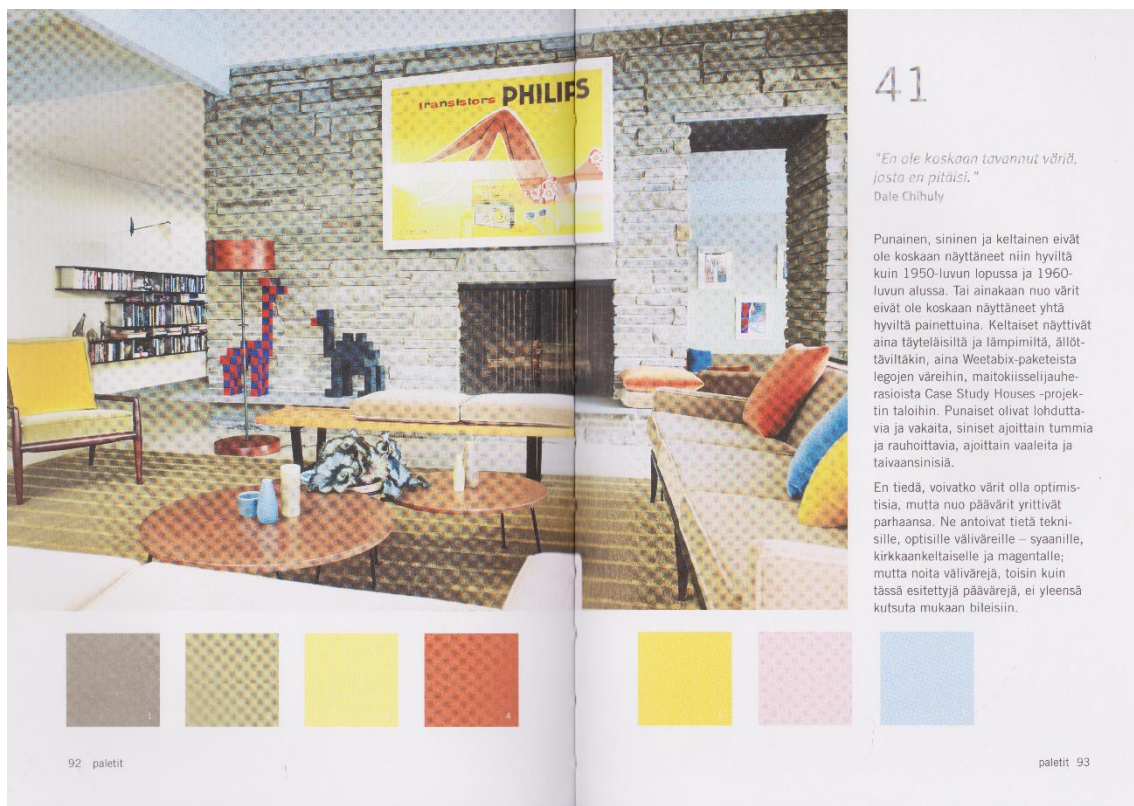 transistors PHILIPS
41
"En ole koskaan tavannut väriä,
josta en pitäisi."
Dale Chihuly
Punainen, sininen ja keltainen eivät
ole koskaan näyttäneet niin hyviltä
kuin 1950-luvun lopussa ja 1960-
luvun alussa. Tai ainakaan nuo värit
eivät ole koskaan näyttäneet yhtä
hyviltä painettuina. Keltaiset näyttivät
aina täyteläisiltä ja lämpimiltä, ällöt-
täviltäkin, aina Weetabix-paketeista
legojen väreihin, maitokiisselijauhe-
rasioista Case Study Houses -projek-
tin taloihin. Punaiset olivat lohdutta-
via ja vakaita, siniset ajoittain tummia
ja rauhoittavia, ajoittain vaaleita ja
taivaansinisiä.
En tiedä, voivatko värit olla optimis-
tisia, mutta nuo päävärit yrittivät
parhaansa. Ne antoivat tietä tekni-
sille, optisille väliväreille – syaanille,
kirkkaankeltaiselle ja magentalle;
mutta noita välivärejä, toisin kuin
tässä esitettyjä päävärejä, ei yleensä
kutsuta mukaan bileisiin.
1
4
92 paletit
paletit 93